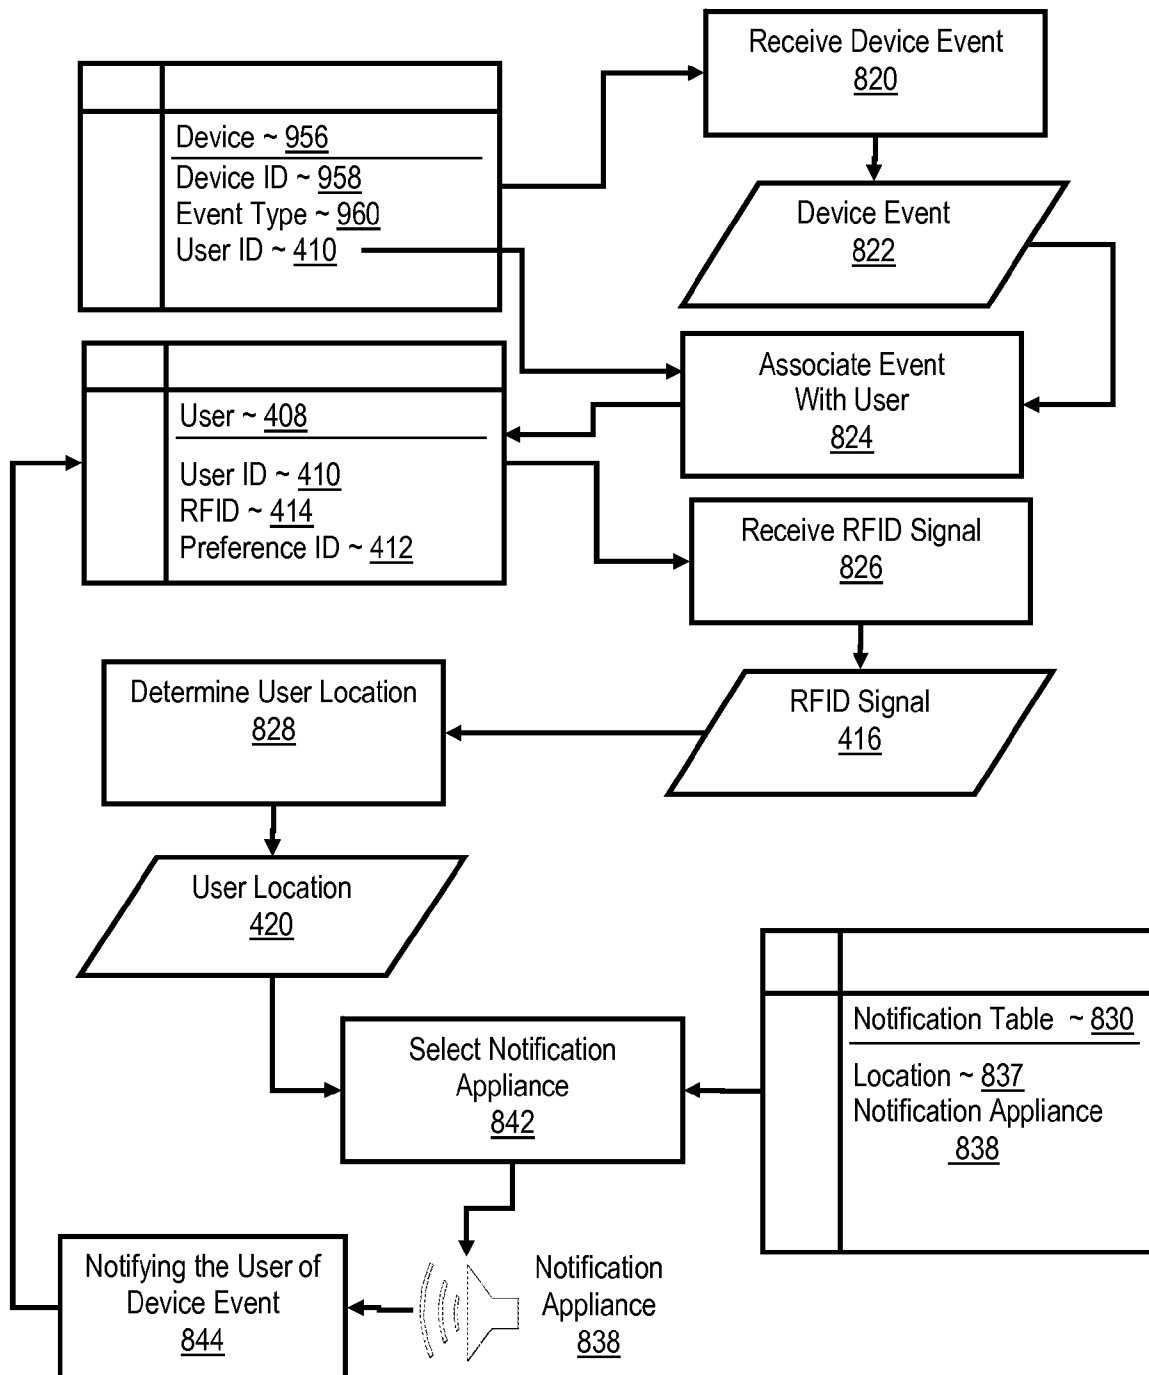 Receive Device Event
820
Device ~ 956
Device ID ~ 958
Event Type ~ 960
User ID ~ 410
Device Event
822
Associate Event
With User
824
User ~ 408
User ID ~ 410
RFID ~ 414
Preference ID ~ 412
Receive RFID Signal
826
Determine User Location
828
RFID Signal
416
User Location
420
Notification Table ~ 830
Location ~ 837
Notification Appliance
838
Select Notification
Appliance
842
Notifying the User of
Device Event
844
Notification
Appliance
838